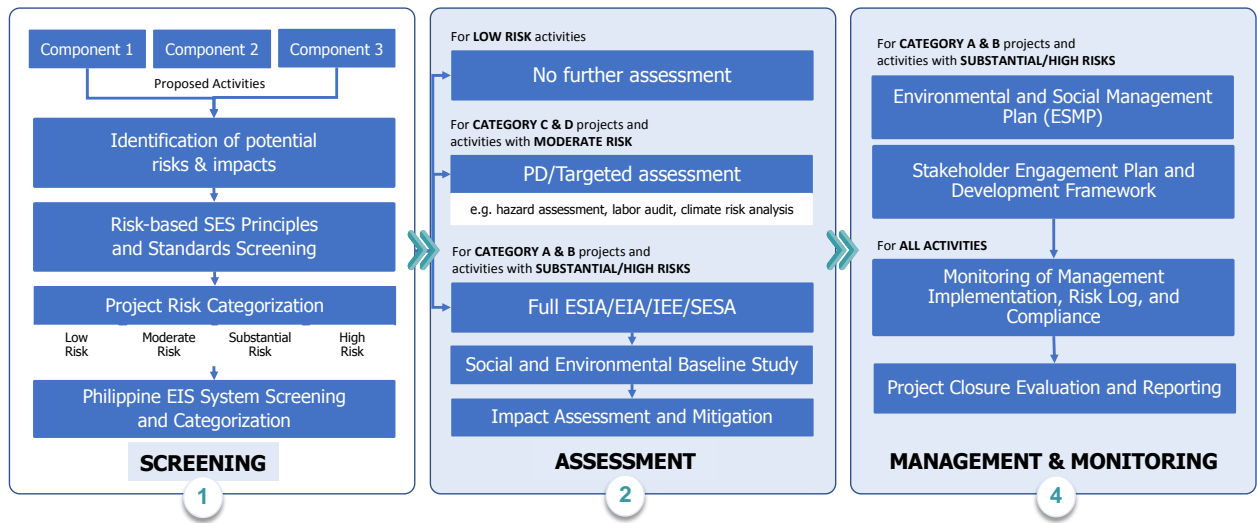 Component 1
Component 2
Component 3
Proposed Activities
Identification of potential
risks & impacts
Risk-based SES Principles
and Standards Screening
Project Risk Categorization
Low
Risk
Moderate
Risk
Substantial
Risk
High
Risk
Philippine EIS System Screening
and Categorization
SCREENING
1
For LOW RISK activities
No further assessment
For CATEGORY C & D projects and
activities with MODERATE RISK
PD/Targeted assessment
e.g. hazard assessment, labor audit, climate risk analysis
For CATEGORY A & B projects and
activities with SUBSTANTIAL/HIGH RISKS
Full ESIA/EIA/IEE/SESA
Social and Environmental Baseline Study
Impact Assessment and Mitigation
ASSESSMENT
2
For CATEGORY A & B projects and
activities with SUBSTANTIAL/HIGH RISKS
Environmental and Social Management
Plan (ESMP)
Stakeholder Engagement Plan and
Development Framework
For ALL ACTIVITIES
Monitoring of Management
Implementation, Risk Log, and
Compliance
Project Closure Evaluation and Reporting
MANAGEMENT & MONITORING
4